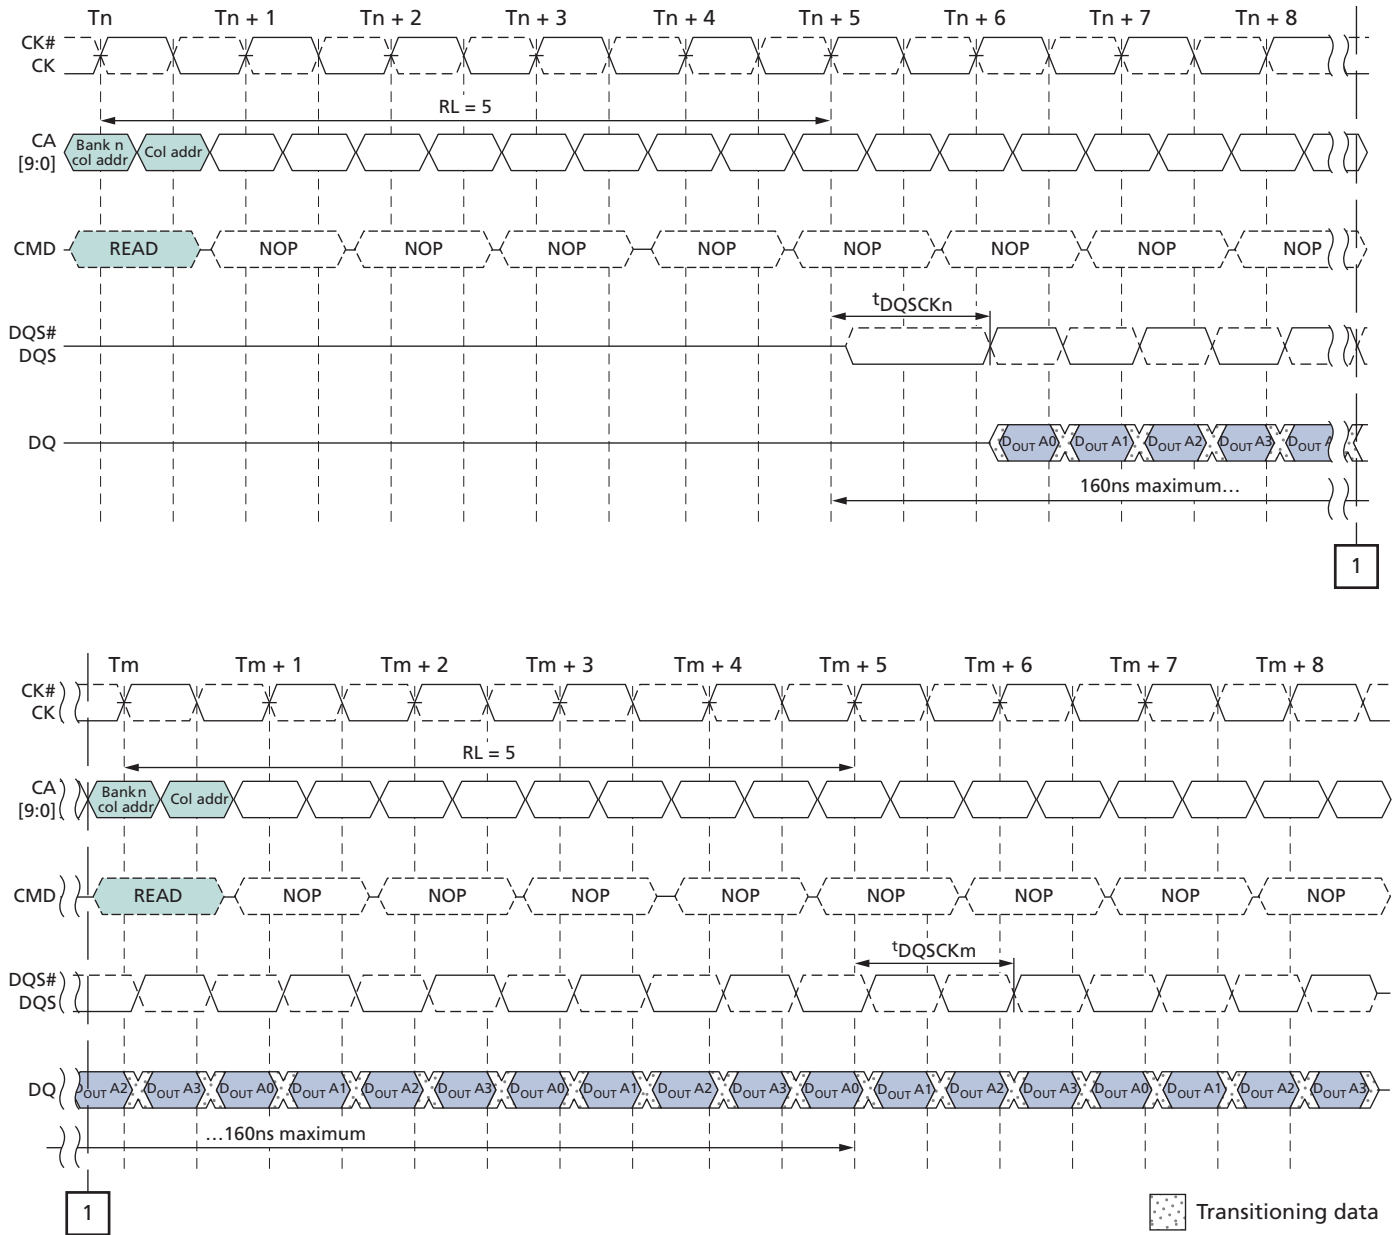 Tn Tn + 1 Tn + 2 Tn + 3 Tn + 4 Tn + 5 Tn + 6 Tn + 7 Tn + 8
CK#
CK
RL = 5
CA
[9:0]
Bank n
col addr
Col addr
CMD READ NOP NOP NOP NOP NOP NOP NOP NOP
tDQSCKn
DQS#
DQS
DQ DOUT A0 DOUT A1 DOUT A2 DOUT A3 DOUT A
160ns maximum…
1
Tm Tm + 1 Tm + 2 Tm + 3 Tm + 4 Tm + 5 Tm + 6 Tm + 7 Tm + 8
CK#
CK
RL = 5
CA
[9:0]
Bank n
col addr
Col addr
CMD READ NOP NOP NOP NOP NOP NOP NOP NOP
tDQSCKm
DQS#
DQS
DQ DOUT A2 DOUT A3 DOUT A0 DOUT A1 DOUT A2 DOUT A3 DOUT A0 DOUT A1 DOUT A2 DOUT A3 DOUT A0 DOUT A1 DOUT A2 DOUT A3 DOUT A0 DOUT A1 DOUT A2 DOUT A3
…160ns maximum
1
Transitioning data